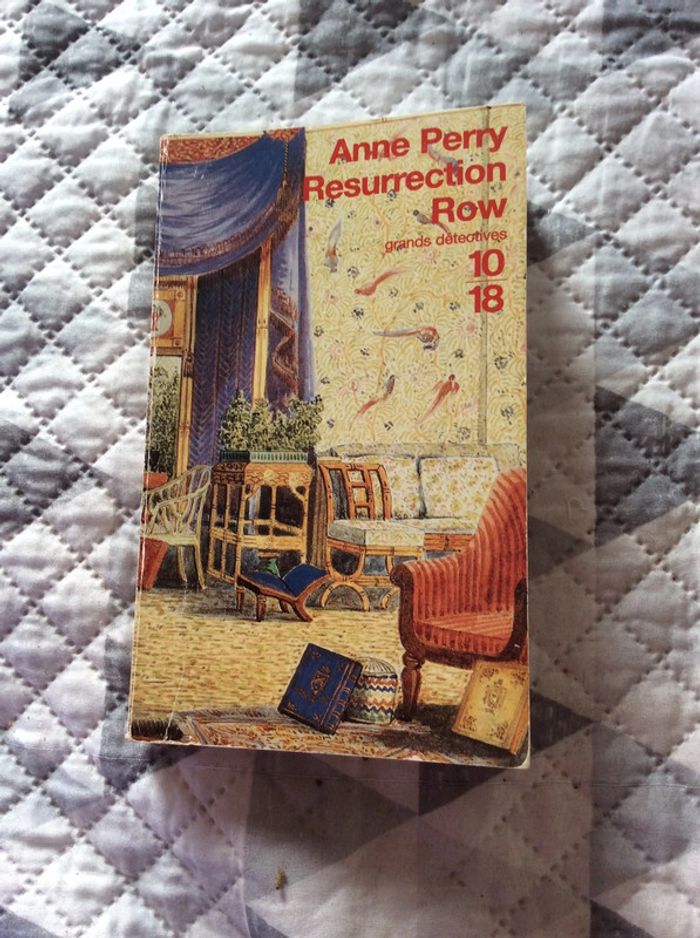 Anne Perry
Resurrection
Row
grands détectives
10
18